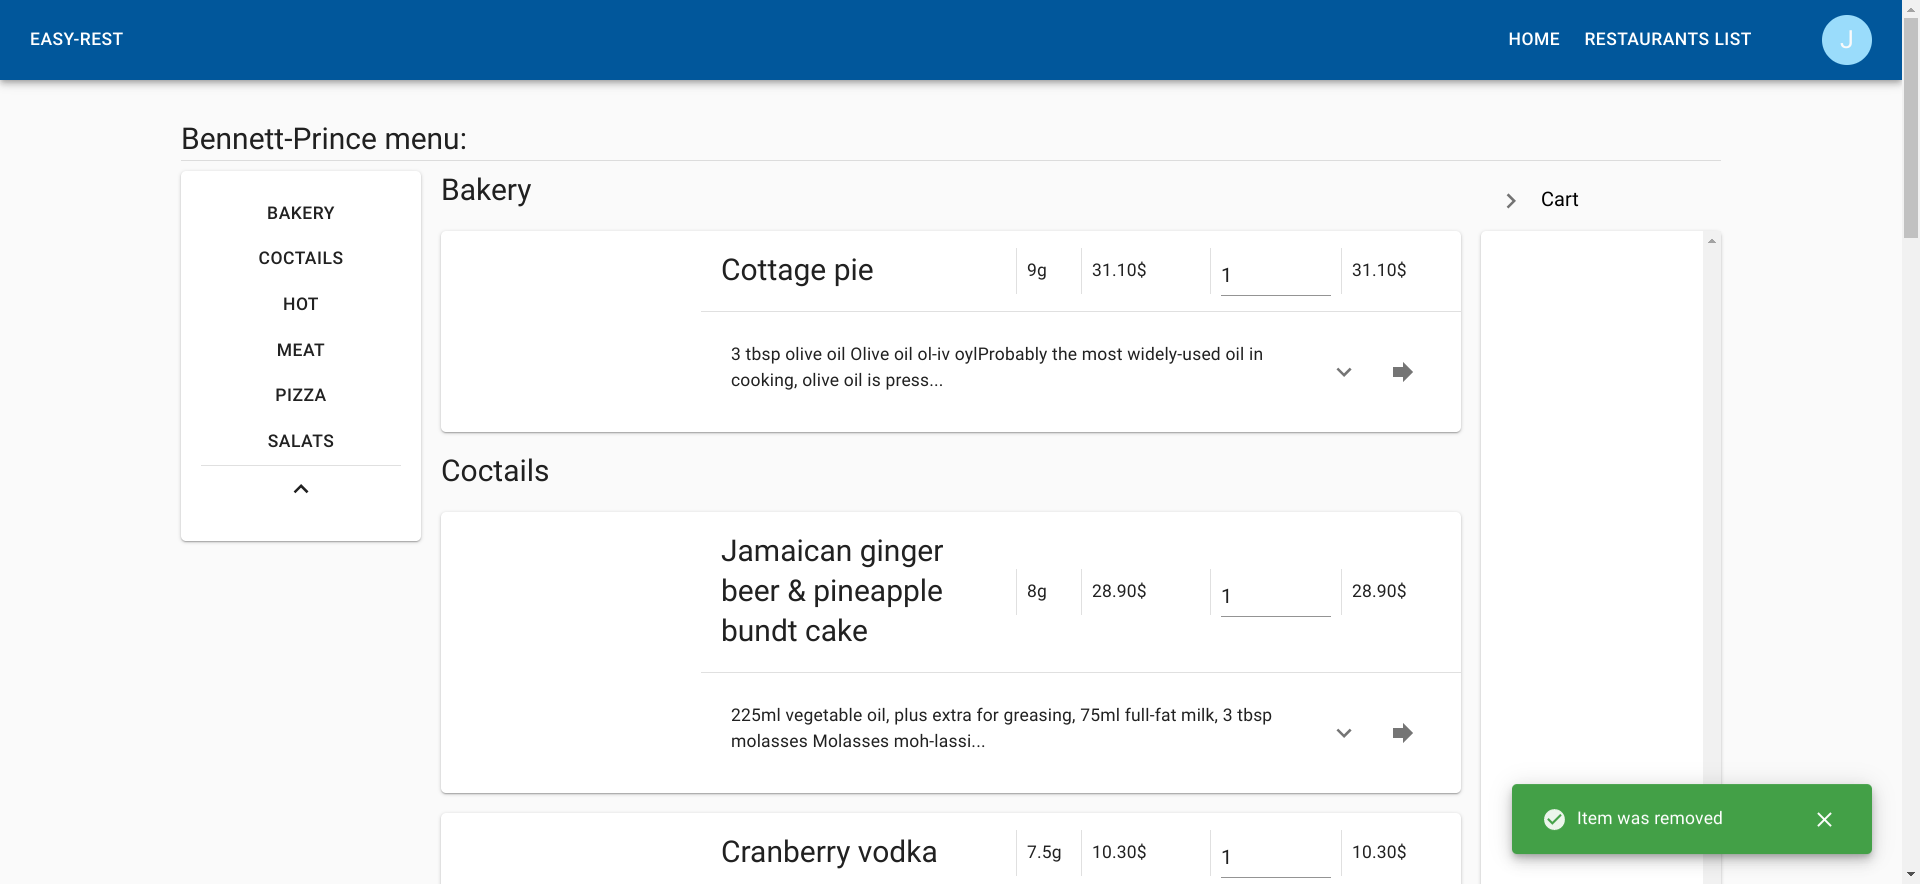 EASY-REST
HOME
RESTAURANTS LIST
J
Bennett-Prince menu:
BAKERY
COCTAILS
HOT
MEAT
PIZZA
SALATS
Bakery
Cottage pie
9g
31.10$
1
31.10$
3 tbsp olive oil Olive oil ol-iv oylProbably the most widely-used oil in
cooking, olive oil is press...
Coctails
Jamaican ginger
beer & pineapple
bundt cake
8g
28.90$
1
28.90$
225ml vegetable oil, plus extra for greasing, 75ml full-fat milk, 3 tbsp
molasses Molasses moh-lassi...
Cranberry vodka
7.5g
10.30$
1
10.30$
Cart
Item was removed